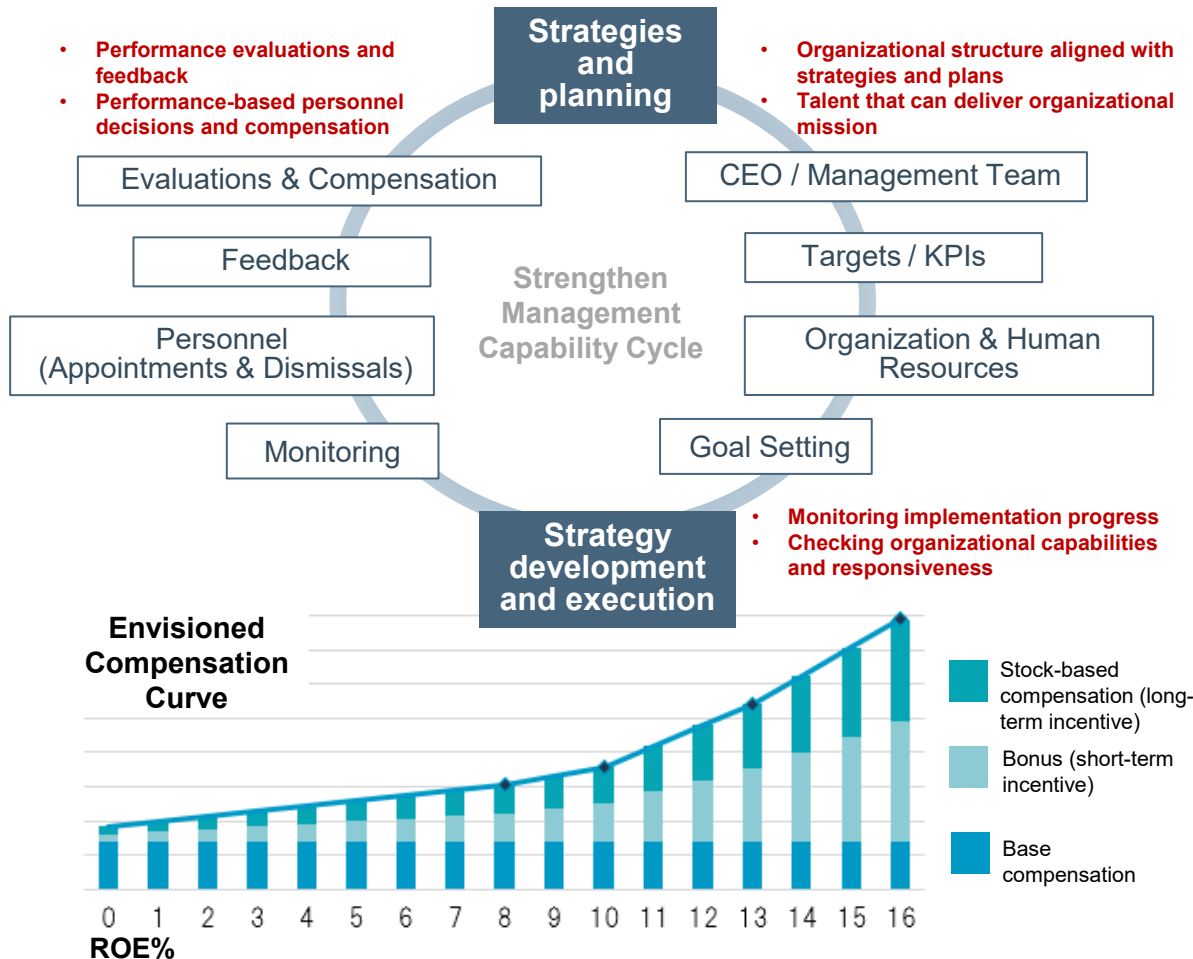 Strategies
and
planning
• Performance evaluations and
feedback
• Performance-based personnel
decisions and compensation
• Organizational structure aligned with
strategies and plans
• Talent that can deliver organizational
mission
Evaluations & Compensation
CEO / Management Team
Feedback
Targets / KPIs
Strengthen
Management
Capability Cycle
Personnel
(Appointments & Dismissals)
Organization & Human
Resources
Monitoring
Goal Setting
Strategy
development
and execution
• Monitoring implementation progress
• Checking organizational capabilities
and responsiveness
Envisioned
Compensation
Curve
Stock-based
compensation (long-
term incentive)
Bonus (short-term
incentive)
Base
compensation
0 1 2 3 4 5 6 7 8 9 10 11 12 13 14 15 16
ROE%